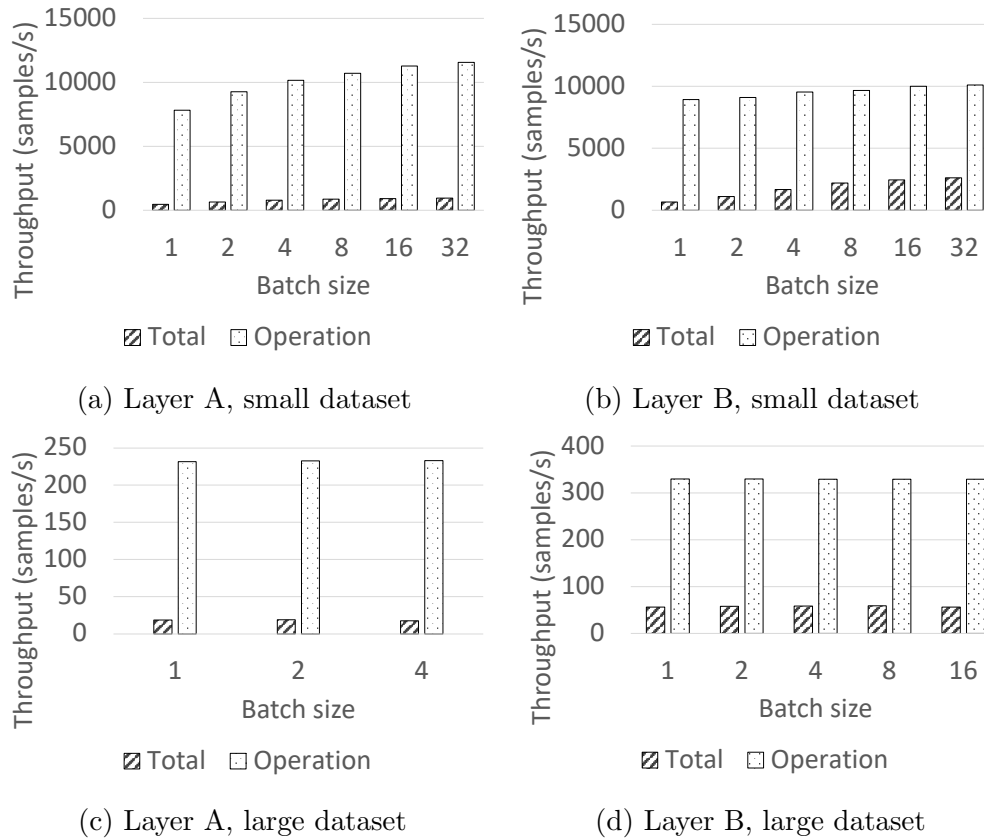 Throughput (samples/s)
15000
10000
5000
0
1 2 4 8 16 32
Batch size
Total Operation
(a) Layer A, small dataset
Throughput (samples/s)
15000
10000
5000
0
1 2 4 8 16 32
Batch size
Total Operation
(b) Layer B, small dataset
Throughput (samples/s)
250
200
150
100
50
0
1 2 4
Batch size
Total Operation
(c) Layer A, large dataset
Throughput (samples/s)
400
300
200
100
0
1 2 4 8 16
Batch size
Total Operation
(d) Layer B, large dataset